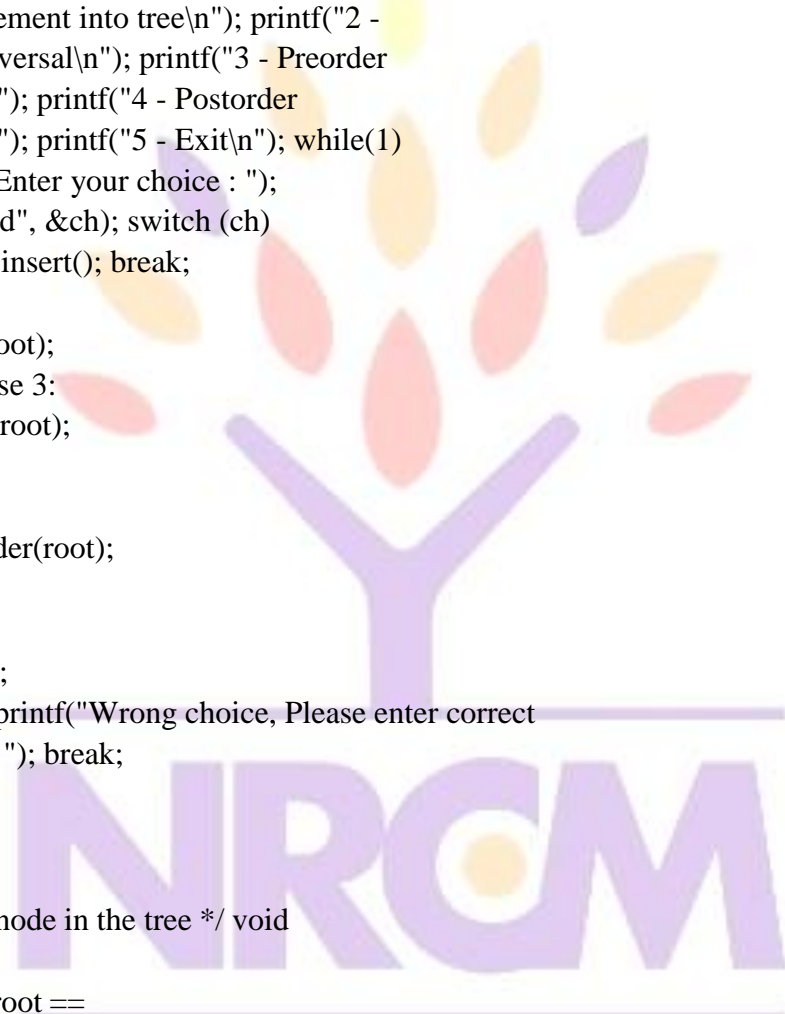 ement into tree\n"); printf("2 -
versal\n"); printf("3 - Preorder
"); printf("4 - Postorder
"); printf("5 - Exit\n"); while(1)
Enter your choice : ");
d", &ch); switch (ch)
insert(); break;
oot);
se 3:
root);
der(root);
;
printf("Wrong choice, Please enter correct
"); break;
node in the tree */ void
root ==
NRCM